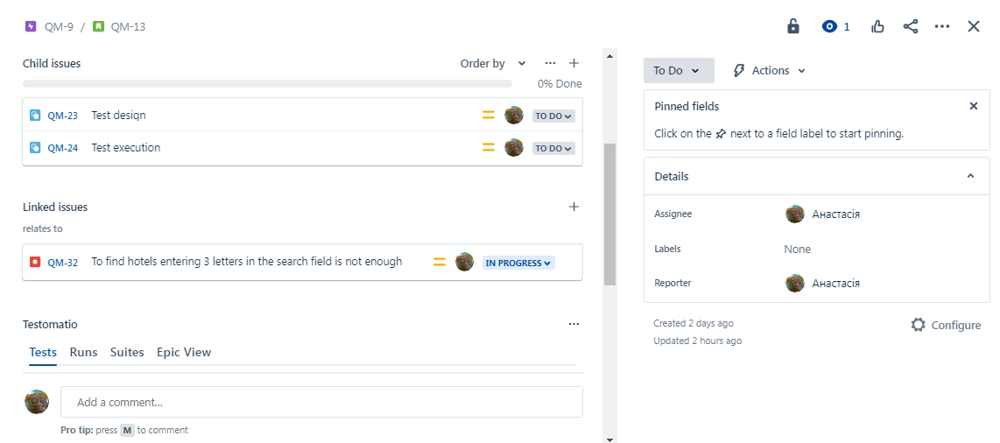 QM-9 / QM-13
1
Child issues
Order by
0% Done
QM-23 Test design TO DO
QM-24 Test execution TO DO
Linked issues
relates to
QM-32 To find hotels entering 3 letters in the search field is not enough IN PROGRESS
Testomatio
Tests Runs Suites Epic View
Add a comment...
Pro tip: press M to comment
To Do Actions
Pinned fields
Click on the next to a field label to start pinning.
Details
Assignee Анастасія
Labels None
Reporter Анастасія
Created 2 days ago
Configure
Updated 2 hours ago